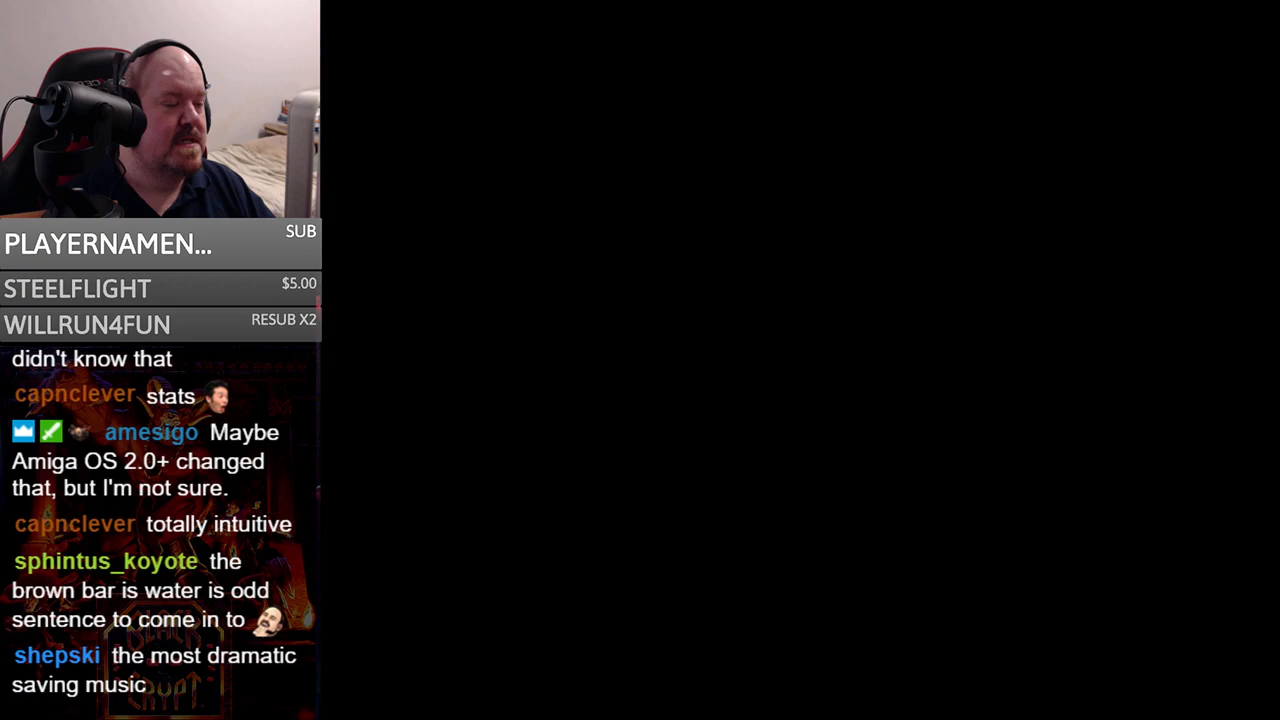 PLAYERNAMEN...
SUB
STEELFLIGHT
$5.00
WILLRUN4FUN
RESUB X2
didn't know that
capnclever stats
amesigo Maybe
Amiga OS 2.0+ changed
that, but I'm not sure.
capnclever totally intuitive
sphintus_koyote the
brown bar is water is odd
sentence to come in to
shepski the most dramatic
saving music
BLACK
CRYPT